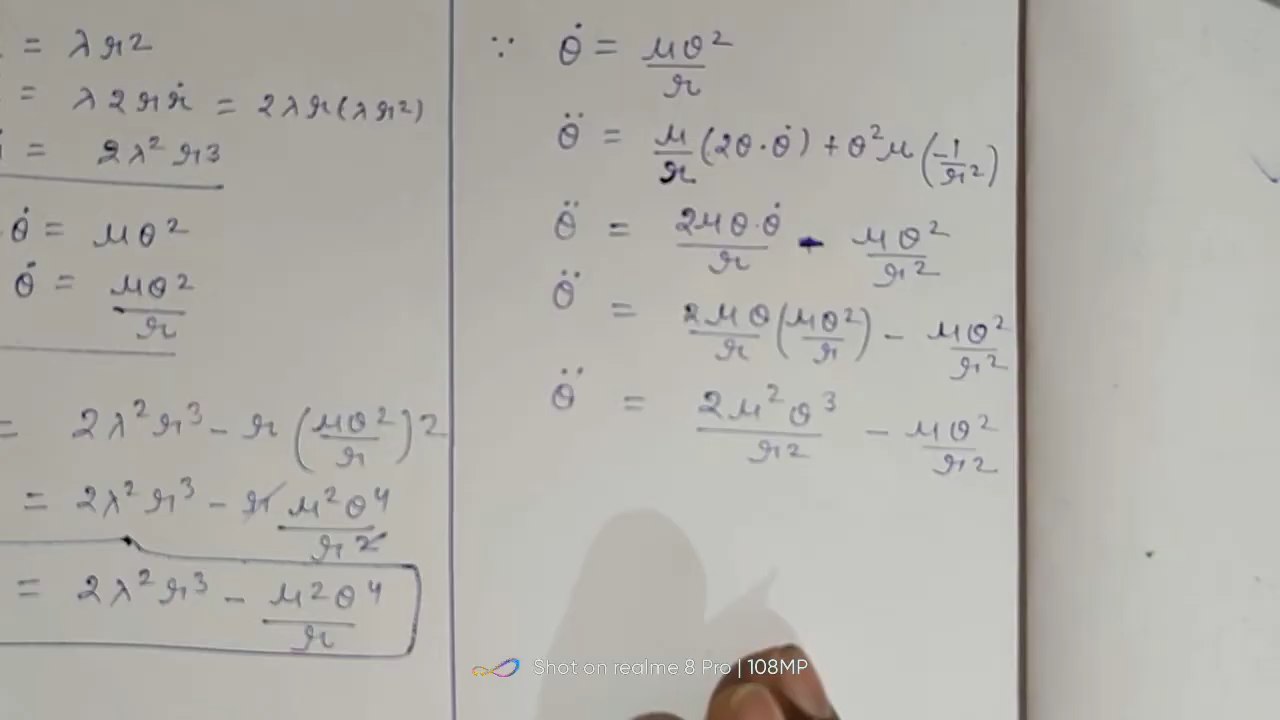 = λr²
= λ2rṙ = 2λr(λr²)
= 2λ²r³
θ̇ = μθ²
θ̇ = μθ²/r
= 2λ²r³ - r(μθ²/r)²
= 2λ²r³ - r μ²θ⁴/r²
= 2λ²r³ - μ²θ⁴/r
∵ θ̇ = μθ²/r
θ̈ = μ/r (2θ·θ̇) + θ²μ(-1/r²)
θ̈ = 2μθ·θ̇/r - μθ²/r²
θ̈ = 2μθ/r (μθ²/r) - μθ²/r²
θ̈ = 2μ²θ³/r² - μθ²/r²
Shot on realme 8 Pro | 108MP